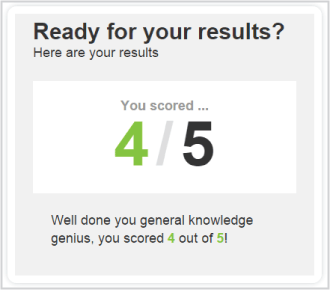 Ready for your results?
Here are your results
You scored ...
4/5
Well done you general knowledge
genius, you scored 4 out of 5!